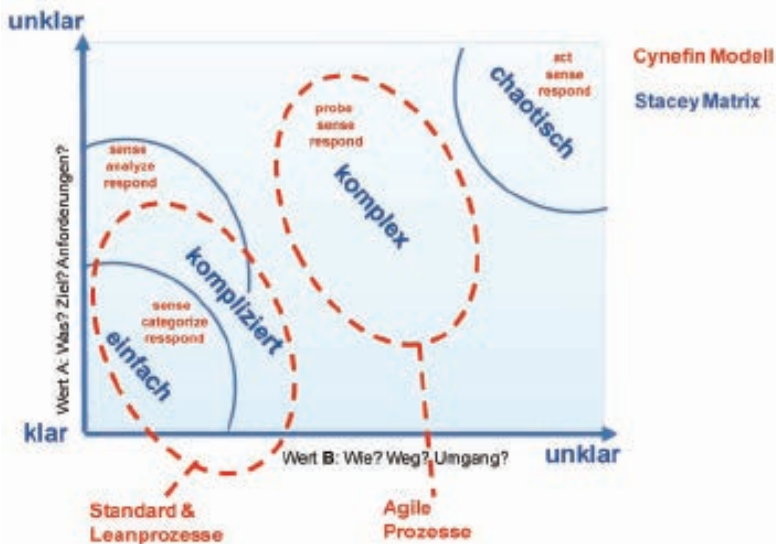 unklar
Cynefin Modell
Stacey Matrix
act
sense
respond
chaotisch
probe
sense
respond
komplex
sense
analyze
respond
kompliziert
sense
categorize
resspond
einfach
Wert A: Was? Ziel? Anforderungen?
klar
Wert B: Wie? Weg? Umgang?
unklar
Standard &
Leanprozesse
Agile
Prozesse